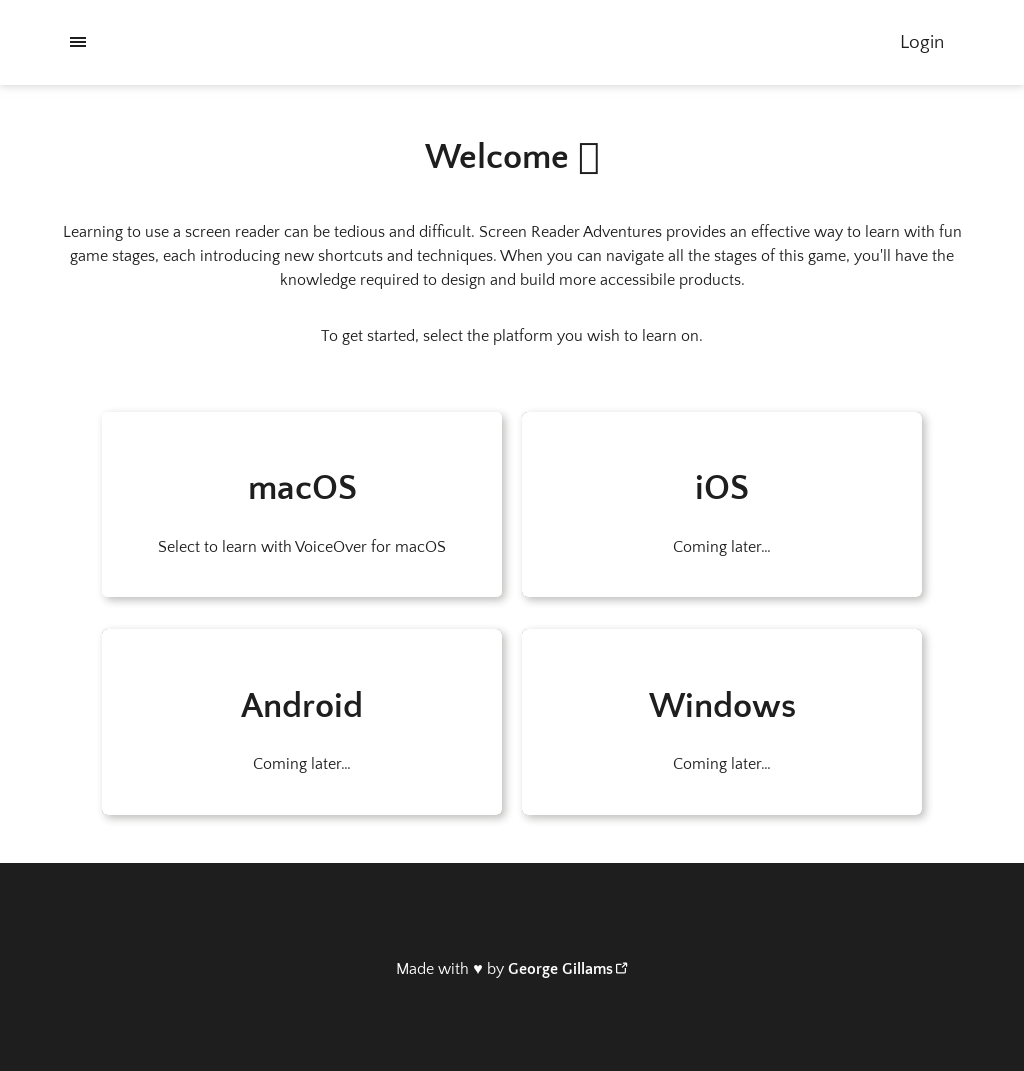 Login
Welcome
Learning to use a screen reader can be tedious and difficult. Screen Reader Adventures provides an effective way to learn with fun
game stages, each introducing new shortcuts and techniques. When you can navigate all the stages of this game, you'll have the
knowledge required to design and build more accessibile products.
To get started, select the platform you wish to learn on.
macOS
Select to learn with VoiceOver for macOS
iOS
Coming later...
Android
Coming later...
Windows
Coming later...
Made with ♥ by George Gillams